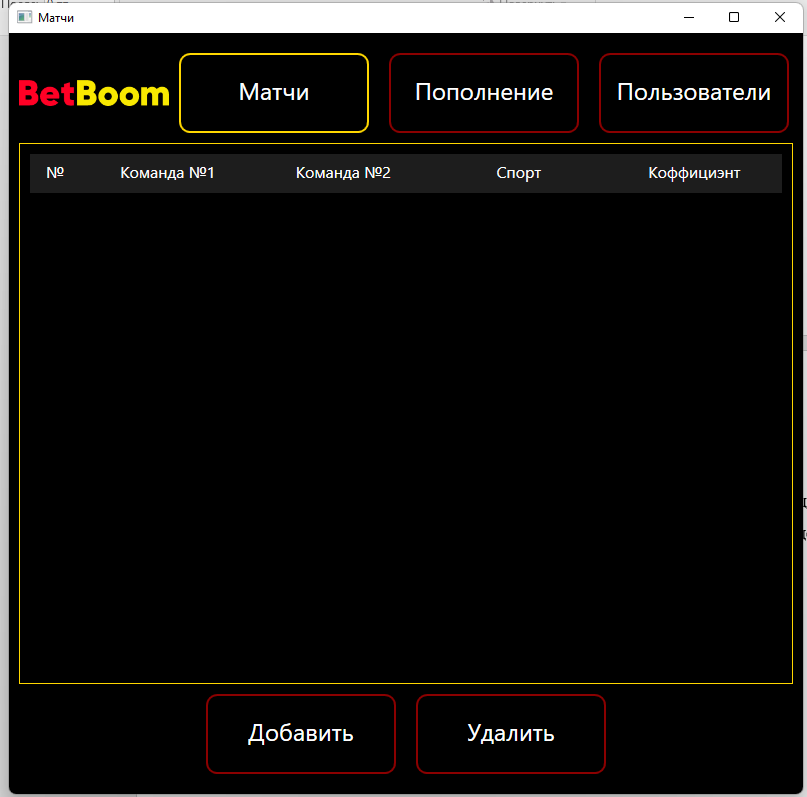 Матчи
BetBoom Матчи Пополнение Пользователи
№ Команда №1 Команда №2 Спорт Коффициэнт
Добавить Удалить